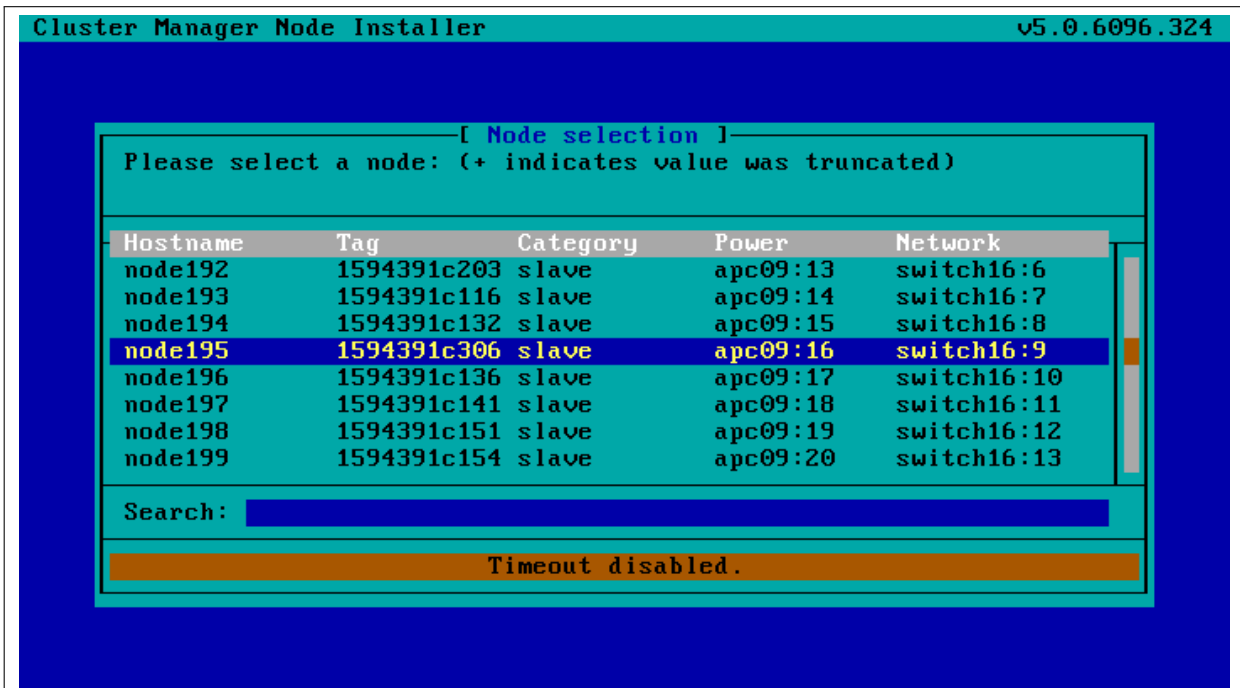 Cluster Manager Node Installer v5.0.6096.324
[ Node selection ]
Please select a node: (+ indicates value was truncated)
Hostname Tag Category Power Network
node192 1594391c203 slave apc09:13 switch16:6
node193 1594391c116 slave apc09:14 switch16:7
node194 1594391c132 slave apc09:15 switch16:8
node195 1594391c306 slave apc09:16 switch16:9
node196 1594391c136 slave apc09:17 switch16:10
node197 1594391c141 slave apc09:18 switch16:11
node198 1594391c151 slave apc09:19 switch16:12
node199 1594391c154 slave apc09:20 switch16:13
Search:
Timeout disabled.